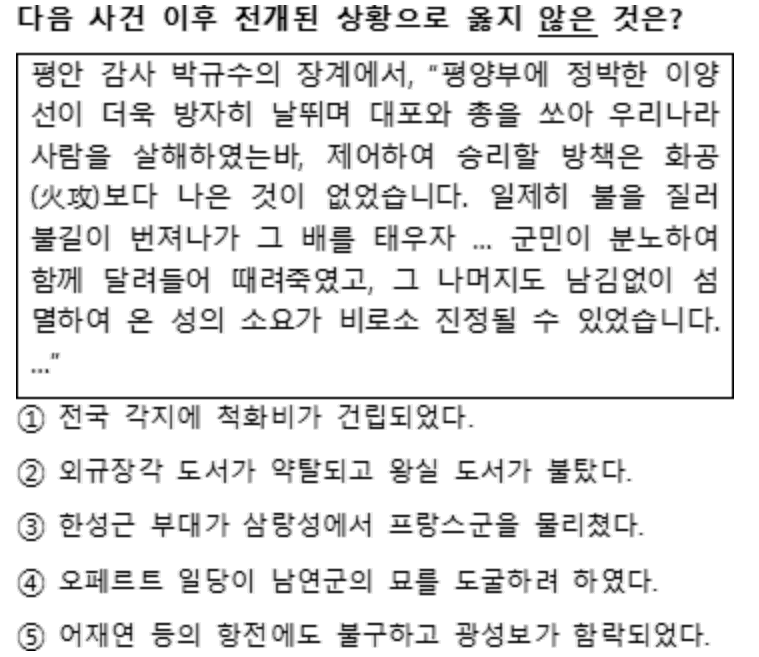 다음 사건 이후 전개된 상황으로 옳지 않은 것은?
평안 감사 박규수의 장계에서, “평양부에 정박한 이양
선이 더욱 방자히 날뛰며 대포와 총을 쏘아 우리나라
사람을 살해하였는바, 제어하여 승리할 방책은 화공
(火攻)보다 나은 것이 없었습니다. 일제히 불을 질러
불길이 번져나가 그 배를 태우자 … 군민이 분노하여
함께 달려들어 때려죽였고, 그 나머지도 남김없이 섬
멸하여 온 성의 소요가 비로소 진정될 수 있었습니다.
…”
① 전국 각지에 척화비가 건립되었다.
② 외규장각 도서가 약탈되고 왕실 도서가 불탔다.
③ 한성근 부대가 삼랑성에서 프랑스군을 물리쳤다.
④ 오페르트 일당이 남연군의 묘를 도굴하려 하였다.
⑤ 어재연 등의 항전에도 불구하고 광성보가 함락되었다.